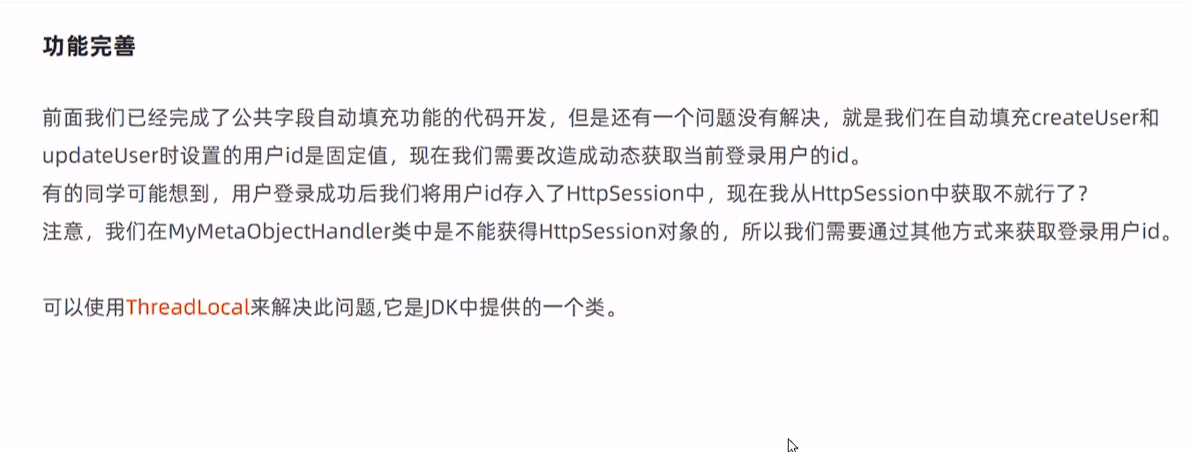 功能完善
前面我们已经完成了公共字段自动填充功能的代码开发，但是还有一个问题没有解决，就是我们在自动填充createUser和
updateUser时设置的用户id是固定值，现在我们需要改造成动态获取当前登录用户的id。
有的同学可能想到，用户登录成功后我们将用户id存入了HttpSession中，现在我从HttpSession中获取不就行了？
注意，我们在MyMetaObjectHandler类中是不能获得HttpSession对象的，所以我们需要通过其他方式来获取登录用户id。
可以使用ThreadLocal来解决此问题,它是JDK中提供的一个类。